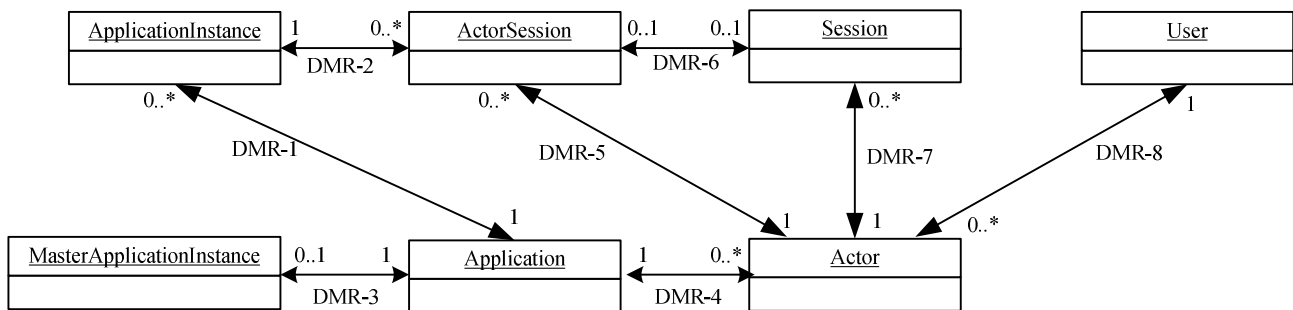 ApplicationInstance
1
0..*
DMR-2
ActorSession
0..1
0..1
DMR-6
Session
User
0..*
0..*
0..*
1
DMR-1
DMR-5
DMR-7
DMR-8
1
1
1
0..*
MasterApplicationInstance
0..1
1
DMR-3
Application
1
0..*
DMR-4
Actor